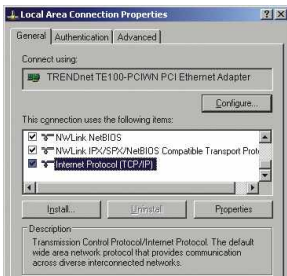 Local Area Connection Properties
General Authentication Advanced
Connect using:
TRENDnet TE100-PCIWN PCI Ethernet Adapter
Configure...
This connection uses the following items:
NWLink NetBIOS
NWLink IPX/SPX/NetBIOS Compatible Transport Prot
Internet Protocol (TCP/IP)
Install... Uninstall Properties
Description
Transmission Control Protocol/Internet Protocol. The default
wide area network protocol that provides communication
across diverse interconnected networks.